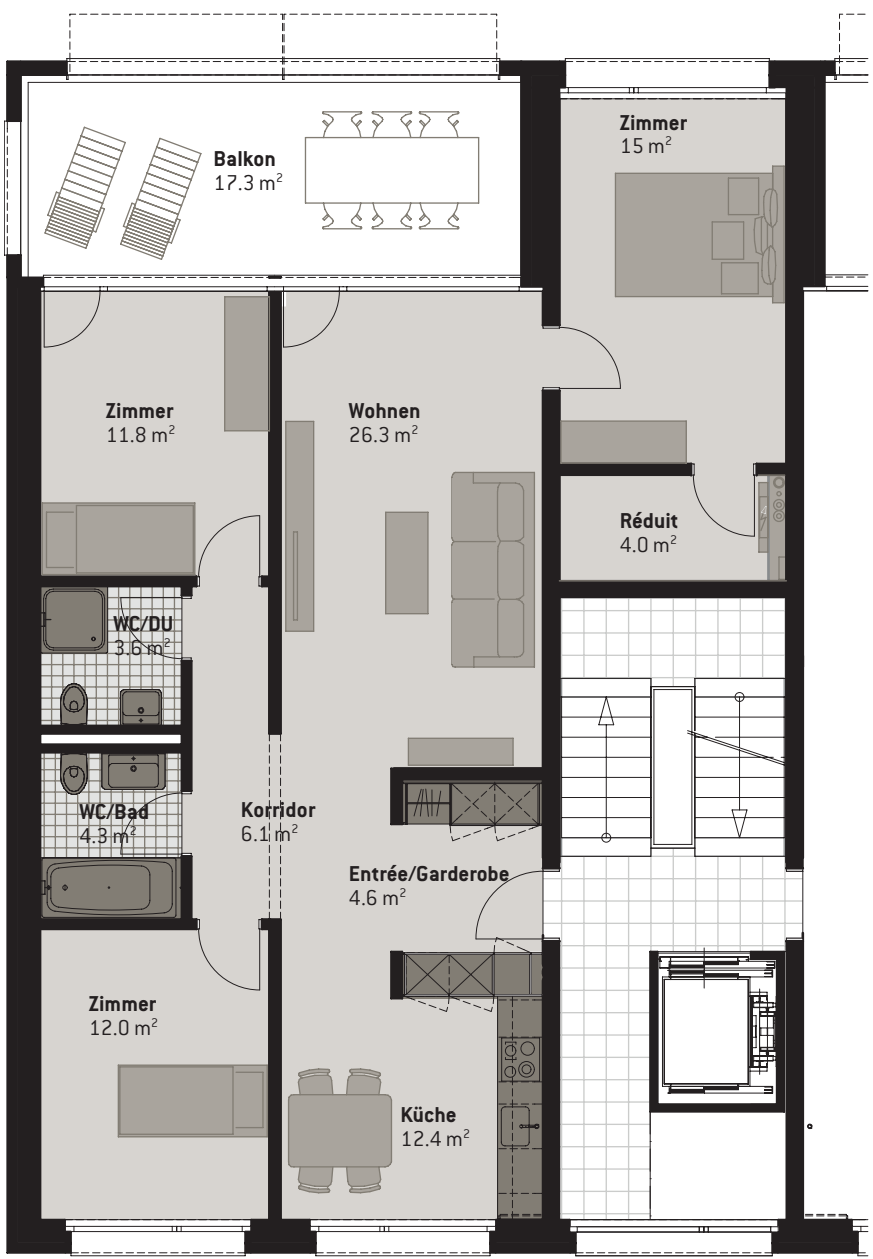 Zimmer
15 m²
Balkon
17.3 m²
Zimmer
11.8 m²
Wohnen
26.3 m²
Réduit
4.0 m²
WC/DU
3.6 m²
WC/Bad
4.3 m²
Korridor
6.1 m²
Entrée/Garderobe
4.6 m²
Zimmer
12.0 m²
Küche
12.4 m²